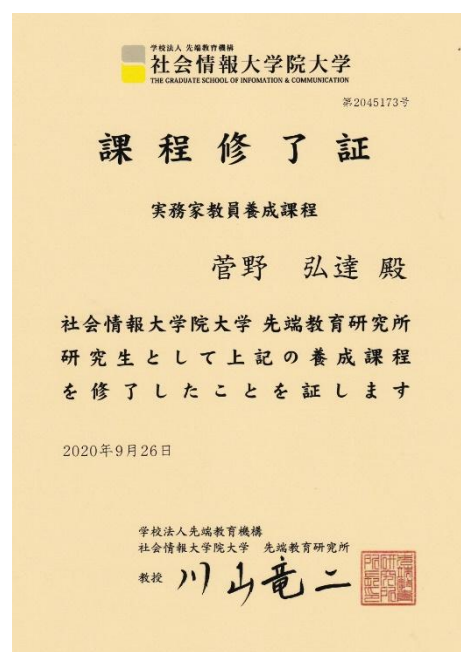 学校法人 先端教育機構
社会情報大学院大学
THE GRADUATE SCHOOL OF INFOMATION & COMMUNICATION
第2045173号
課程修了証
実務家教員養成課程
菅野 弘達 殿
社会情報大学院大学 先端教育研究所
研究生として上記の養成課程
を修了したことを証します
2020年9月26日
学校法人先端教育機構
社会情報大学院大学 先端教育研究所
教授 川山竜二